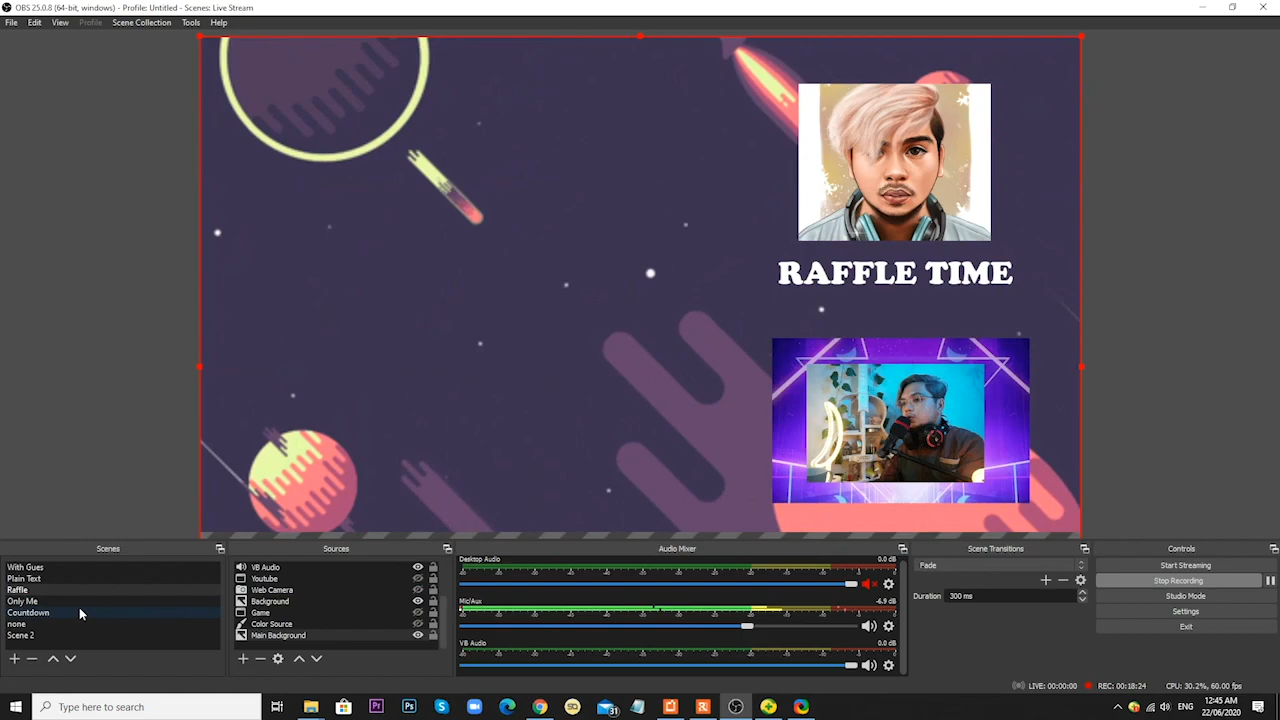 OBS 25.0.8 (64-bit, windows) - Profile: Untitled - Scenes: Live Stream
File Edit View Profile Scene Collection Tools Help
RAFFLE TIME
Scenes
With Gues
Plain Text
Raffle
Only Me
Countdown
none
Scene 2
Sources
VB Audio
Youtube
Web Camera
Background
Game
Color Source
Main Background
Audio Mixer
Desktop Audio 0.0 dB
Mic/Aux -6.9 dB
VB Audio 0.0 dB
Scene Transitions
Fade
Duration 300 ms
Controls
Start Streaming
Stop Recording
Studio Mode
Settings
Exit
LIVE: 00:00:00 REC: 00:18:24 CPU: 30.2%, 60.00 fps
Type here to search
31
ENG
12:45 AM
22/06/2020